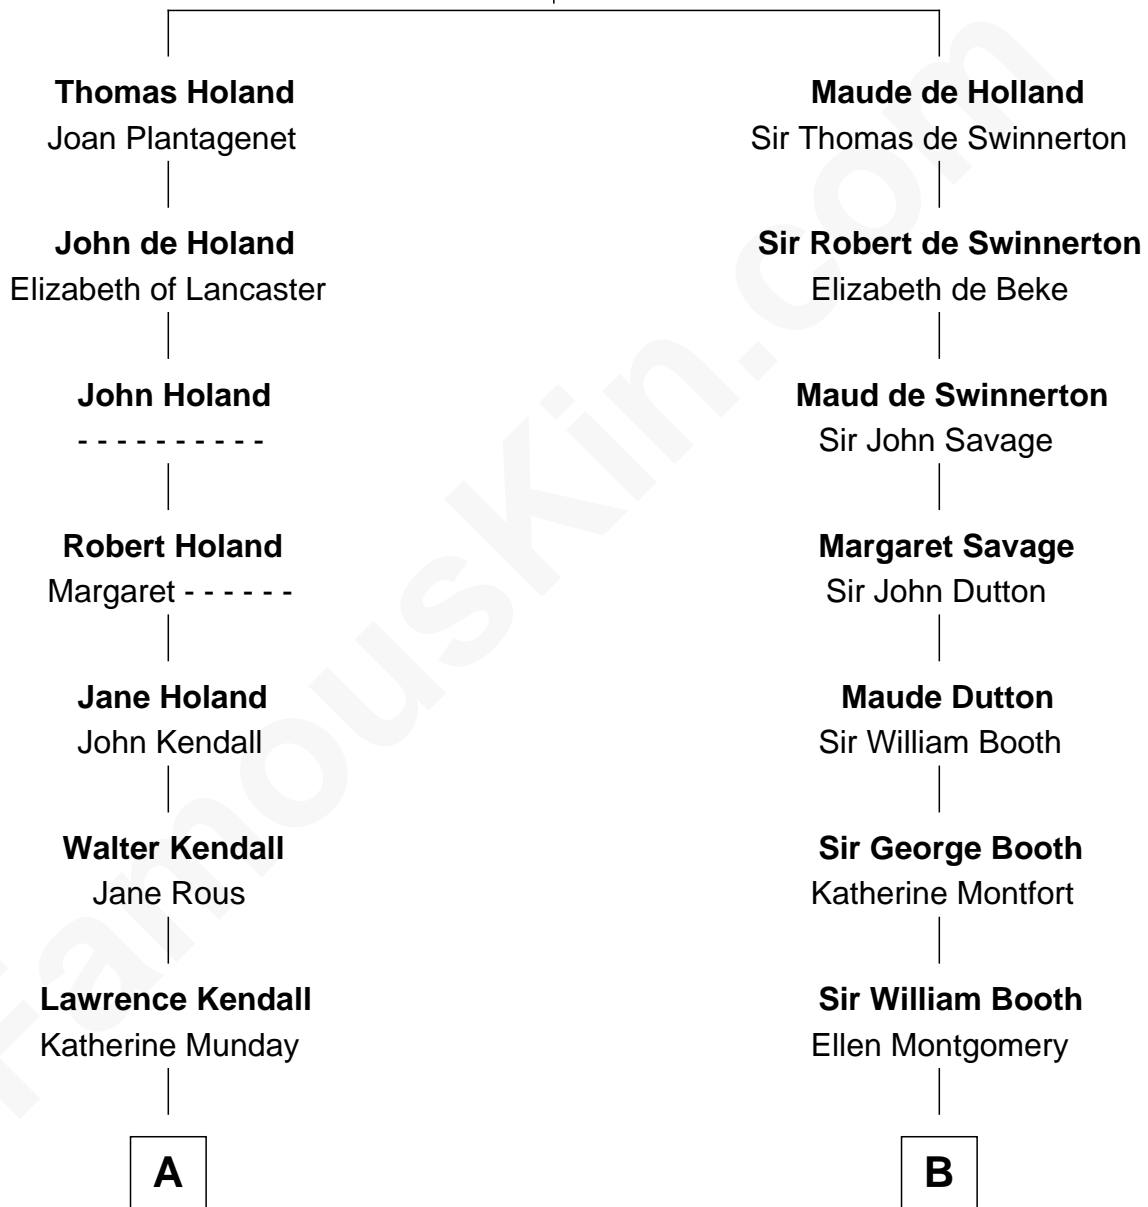 Thomas Holand
Joan Plantagenet
John de Holand
Elizabeth of Lancaster
John Holand
- - - - - - - - - -
Robert Holand
Margaret - - - - - -
Jane Holand
John Kendall
Walter Kendall
Jane Rous
Lawrence Kendall
Katherine Munday
A
Maude de Holland
Sir Thomas de Swinnerton
Sir Robert de Swinnerton
Elizabeth de Beke
Maud de Swinnerton
Sir John Savage
Margaret Savage
Sir John Dutton
Maude Dutton
Sir William Booth
Sir George Booth
Katherine Montfort
Sir William Booth
Ellen Montgomery
B
FamousKin.com